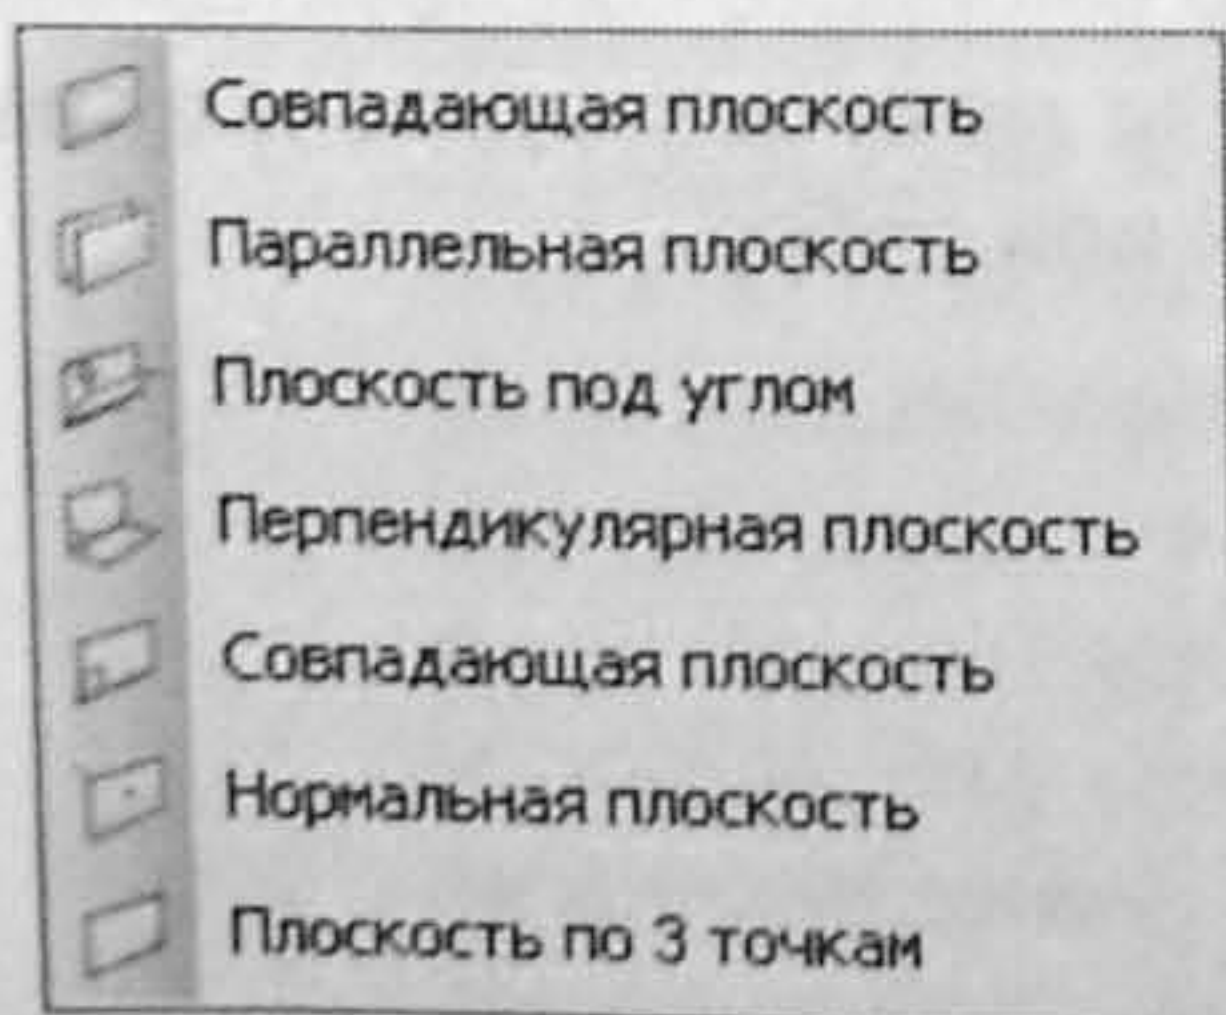 Совпадающая плоскость
Параллельная плоскость
Плоскость под углом
Перпендикулярная плоскость
Совпадающая плоскость
Нормальная плоскость
Плоскость по 3 точкам